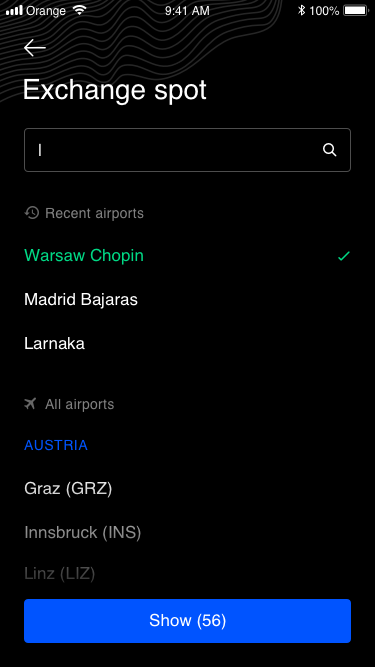 Orange 9:41 AM 100%
Exchange spot
Recent airports
Warsaw Chopin
Madrid Bajaras
Larnaka
All airports
AUSTRIA
Graz (GRZ)
Innsbruck (INS)
Linz (LIZ)
Show (56)